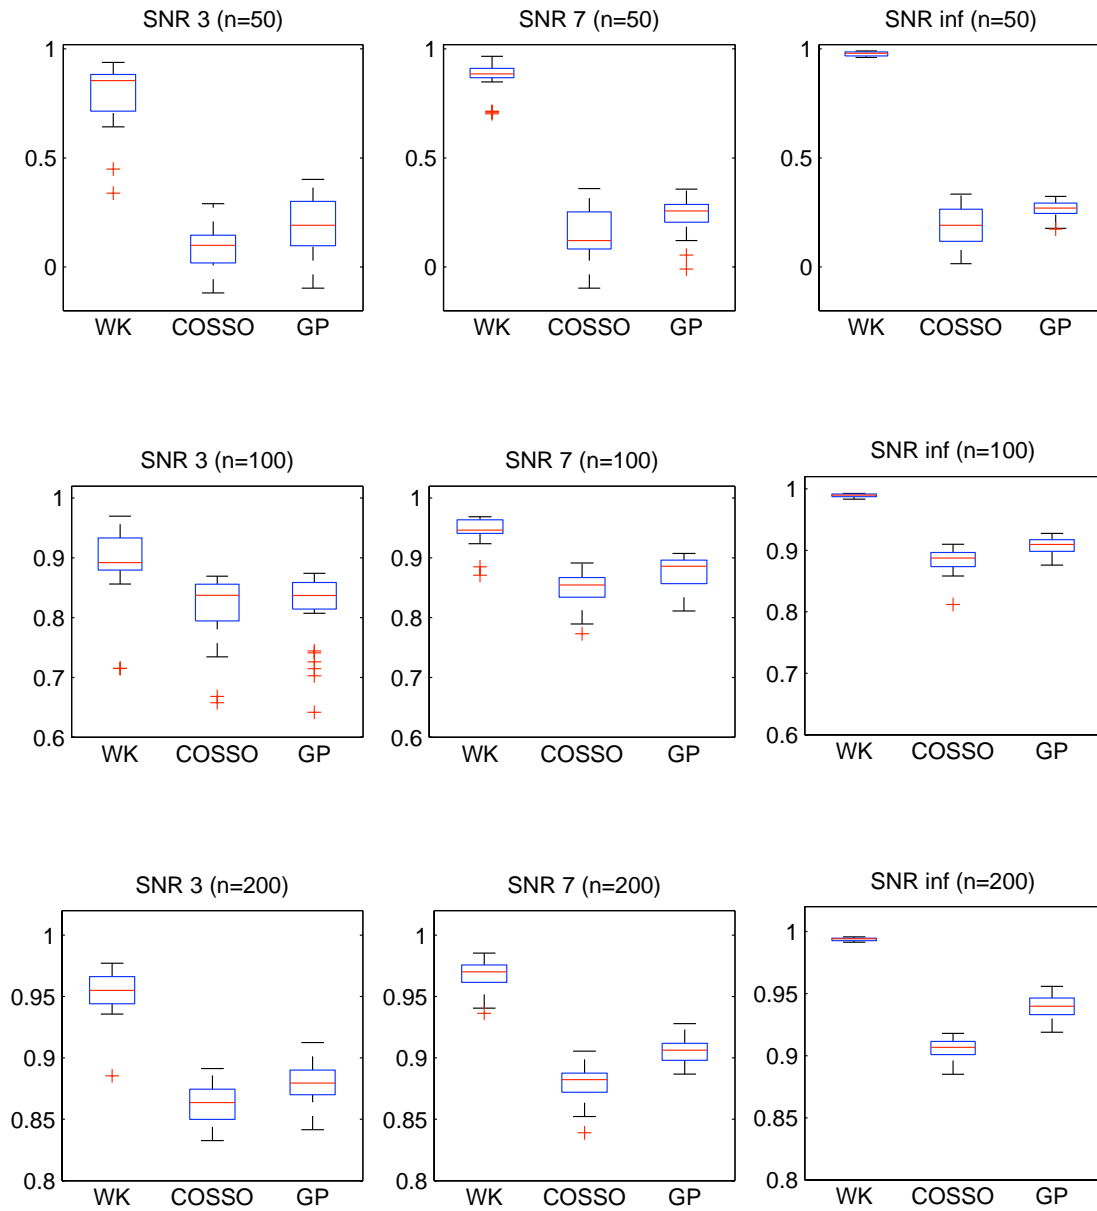 SNR 3 (n=50)
SNR 7 (n=50)
SNR inf (n=50)
1
0.5
0
WK COSSO GP
1
0.5
0
WK COSSO GP
1
0.5
0
WK COSSO GP
SNR 3 (n=100)
SNR 7 (n=100)
SNR inf (n=100)
1
0.9
0.8
0.7
0.6
WK COSSO GP
1
0.9
0.8
0.7
0.6
WK COSSO GP
1
0.9
0.8
0.7
0.6
WK COSSO GP
SNR 3 (n=200)
SNR 7 (n=200)
SNR inf (n=200)
1
0.95
0.9
0.85
0.8
WK COSSO GP
1
0.95
0.9
0.85
0.8
WK COSSO GP
1
0.95
0.9
0.85
0.8
WK COSSO GP